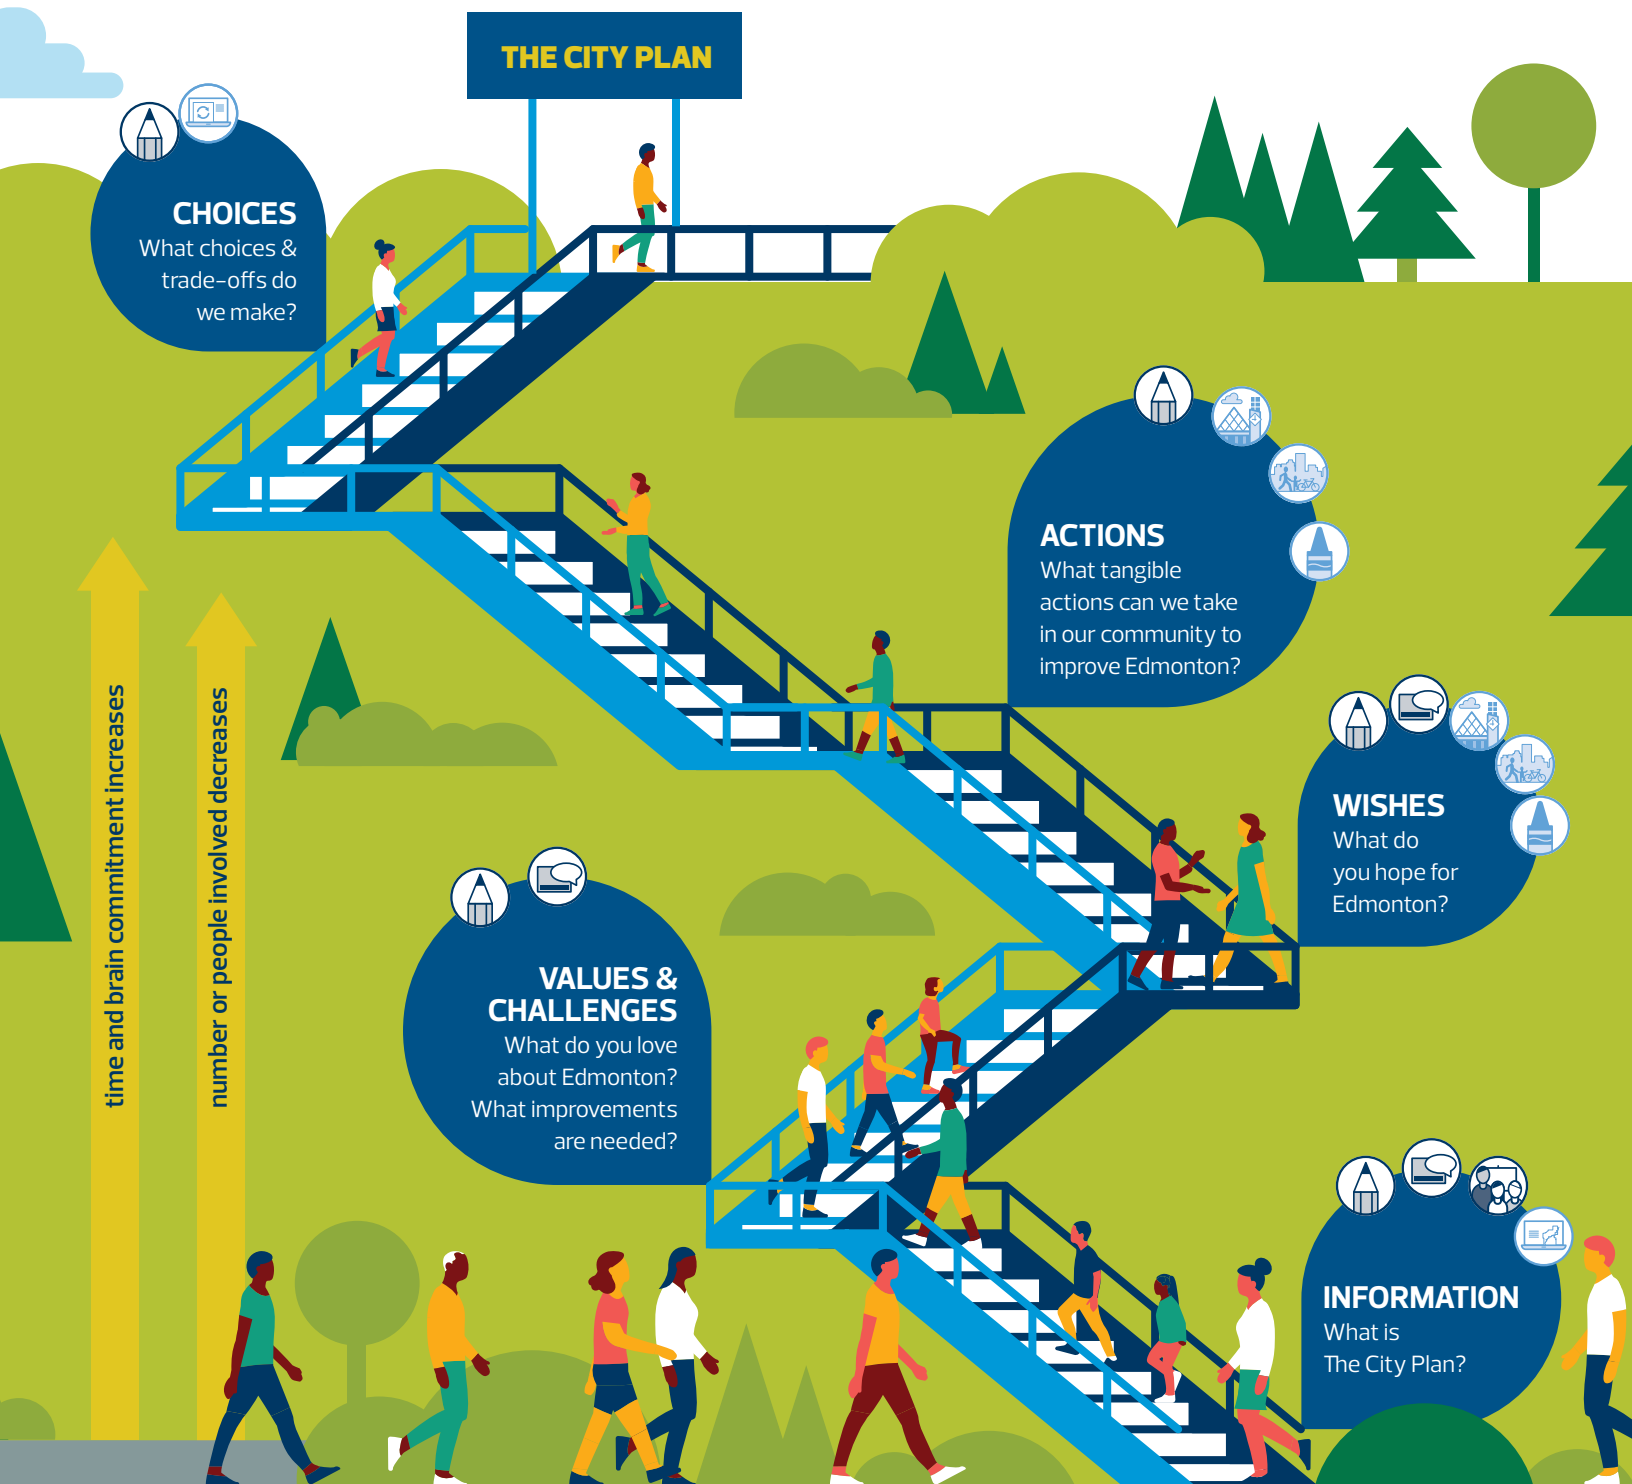 THE CITY PLAN
CHOICES
What choices &
trade-offs do
we make?
ACTIONS
What tangible
actions can we take
in our community to
improve Edmonton?
WISHES
What do
you hope for
Edmonton?
VALUES &
CHALLENGES
What do you love
about Edmonton?
What improvements
are needed?
INFORMATION
What is
The City Plan?
time and brain commitment increases
number or people involved decreases